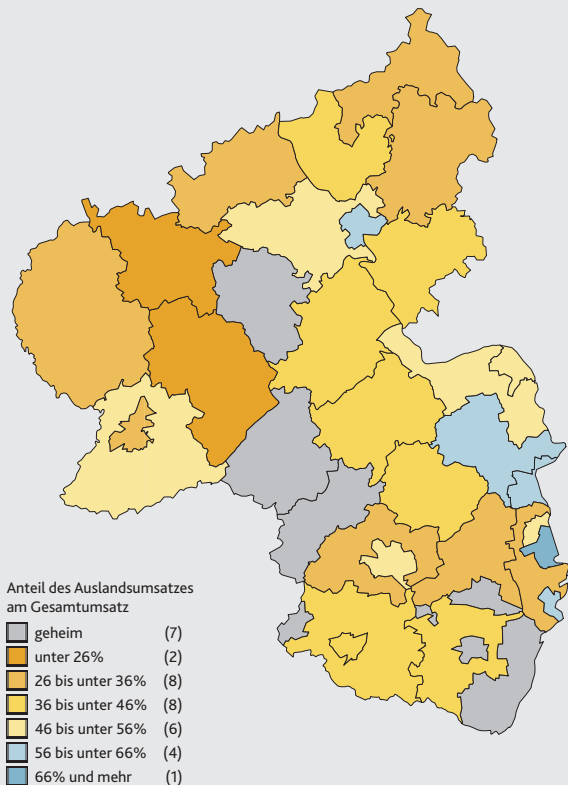 Anteil des Auslandsumsatzes
am Gesamtumsatz
geheim (7)
unter 26% (2)
26 bis unter 36% (8)
36 bis unter 46% (8)
46 bis unter 56% (6)
56 bis unter 66% (4)
66% und mehr (1)